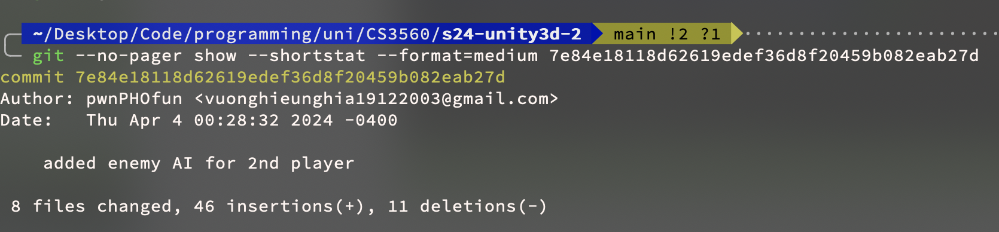 ~/Desktop/Code/programming/uni/CS3560/s24-unity3d-2 main !2 ?1
git --no-pager show --shortstat --format=medium 7e84e18118d62619edef36d8f20459b082eab27d
commit 7e84e18118d62619edef36d8f20459b082eab27d
Author: pwnPHOfun <vuonghieunghia19122003@gmail.com>
Date:   Thu Apr 4 00:28:32 2024 -0400
added enemy AI for 2nd player
8 files changed, 46 insertions(+), 11 deletions(-)